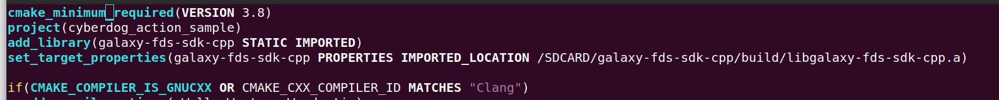 cmake_minimum_required(VERSION 3.8)
project(cyberdog_action_sample)
add_library(galaxy-fds-sdk-cpp STATIC IMPORTED)
set_target_properties(galaxy-fds-sdk-cpp PROPERTIES IMPORTED_LOCATION /SDCARD/galaxy-fds-sdk-cpp/build/libgalaxy-fds-sdk-cpp.a)
if(CMAKE_COMPILER_IS_GNUCXX OR CMAKE_CXX_COMPILER_ID MATCHES "Clang")